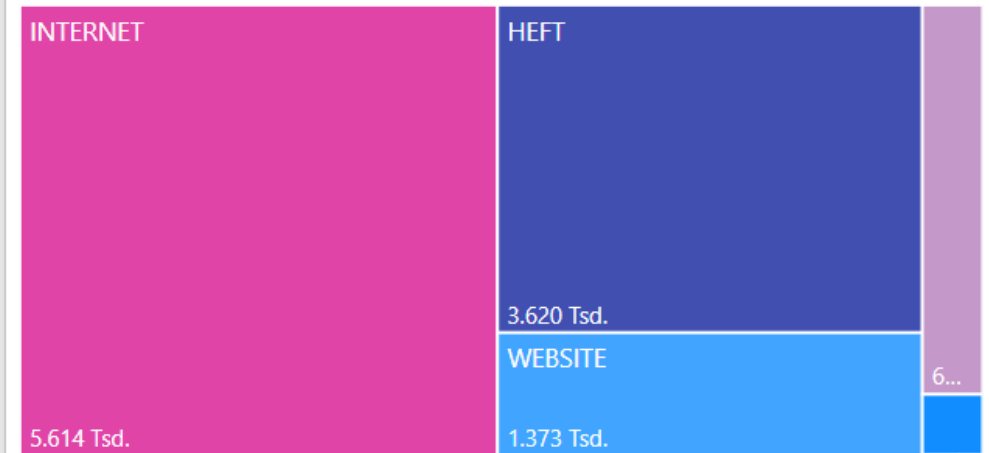 INTERNET
5.614 Tsd.
HEFT
3.620 Tsd.
WEBSITE
1.373 Tsd.
6...